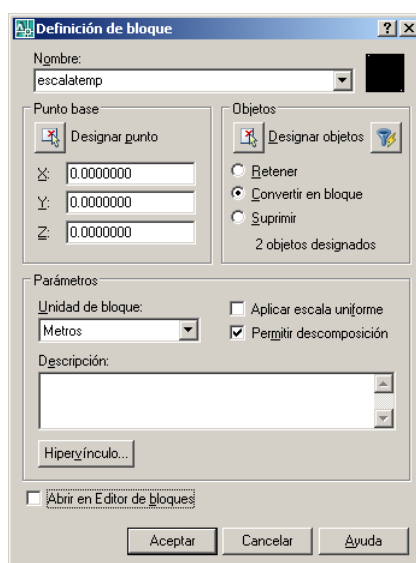 Definición de bloque
Nombre:
escalatemp
Punto base
Designar punto
X: 0.0000000
Y: 0.0000000
Z: 0.0000000
Objetos
Designar objetos
Retener
Convertir en bloque
Suprimir
2 objetos designados
Parámetros
Unidad de bloque:
Metros
Aplicar escala uniforme
Permitir descomposición
Descripción:
Hipervínculo...
Abrir en Editor de bloques
Aceptar Cancelar Ayuda